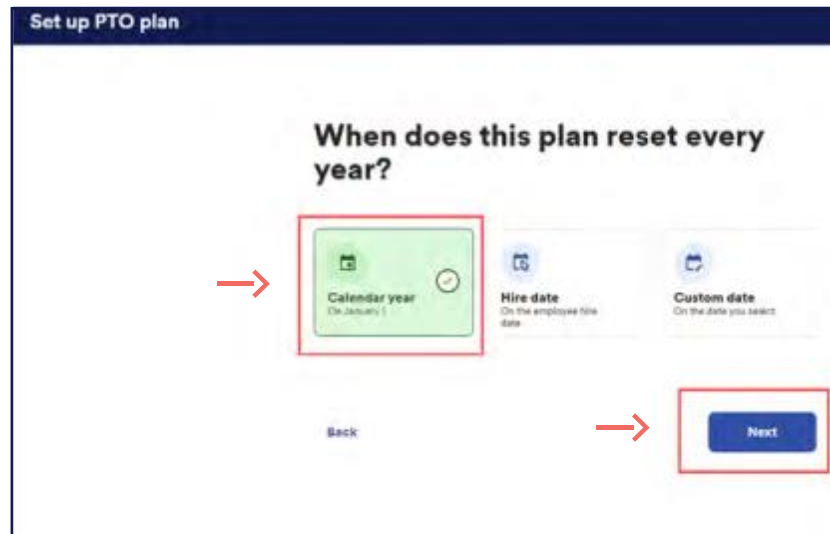 Set up PTO plan
When does this plan reset every
year?
Calendar year
On January 1
Hire date
On the employee hire
date
Custom date
On the date you select
Back
Next